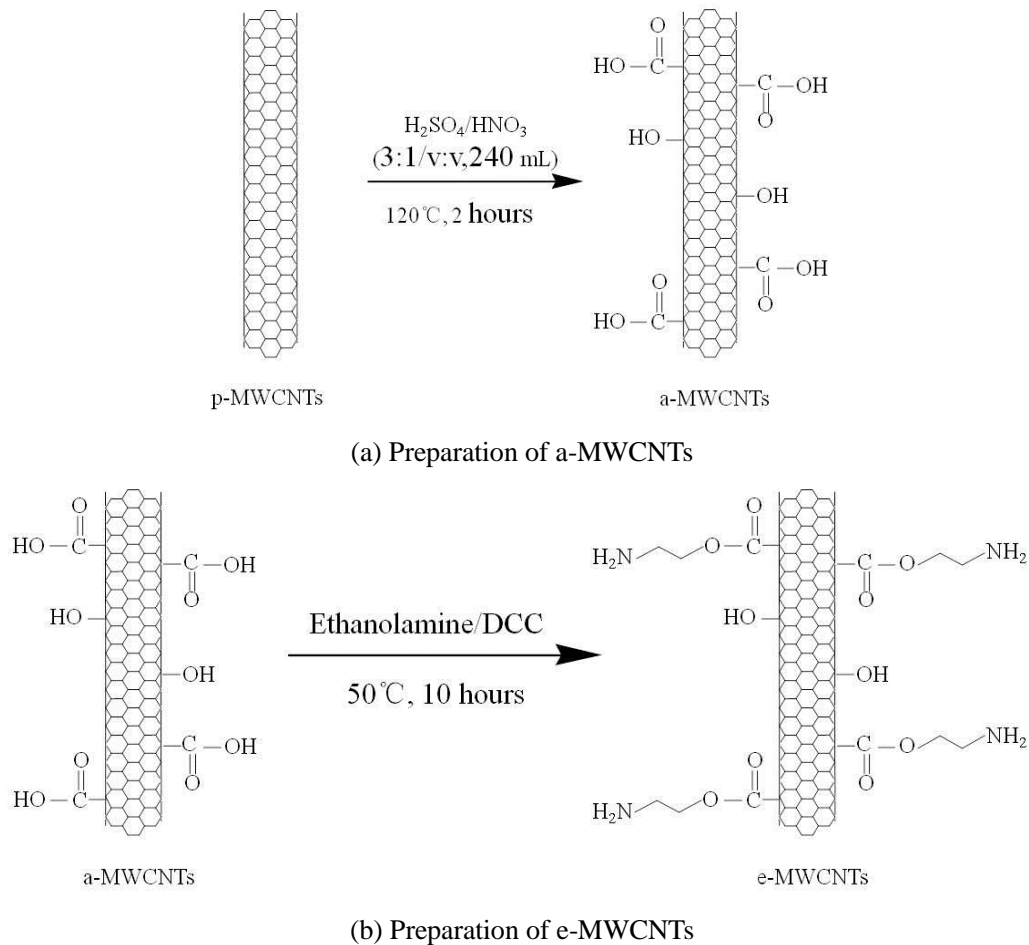 O
HO
C
C
OH
O
H₂SO₄/HNO₃
(3:1/v:v,240 mL)
120℃, 2 hours
HO
OH
O
C
OH
HO
C
O
p-MWCNTs
a-MWCNTs
(a) Preparation of a-MWCNTs
O
HO
C
C
OH
O
HO
OH
O
C
OH
HO
C
O
a-MWCNTs
Ethanolamine/DCC
50℃, 10 hours
O
H₂N
O
C
C
O
NH₂
O
HO
OH
O
C
O
NH₂
H₂N
O
C
O
e-MWCNTs
(b) Preparation of e-MWCNTs